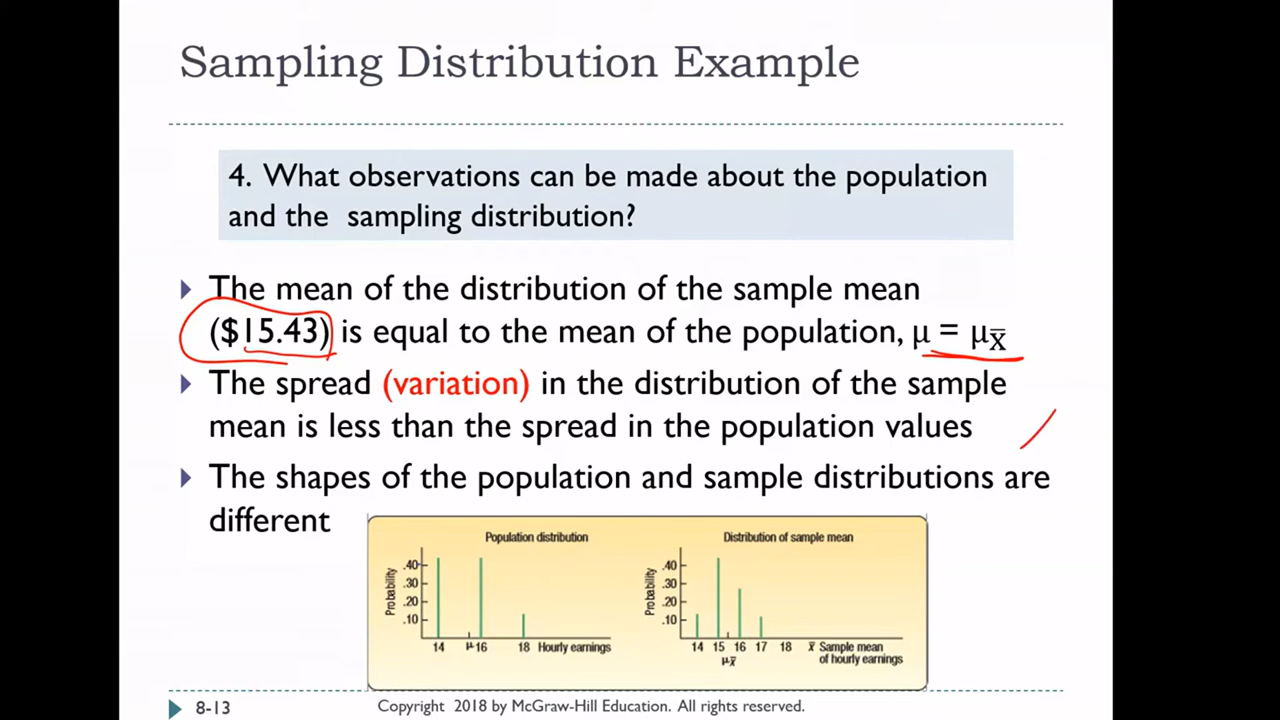 Sampling Distribution Example
4. What observations can be made about the population
and the sampling distribution?
The mean of the distribution of the sample mean
($15.43) is equal to the mean of the population, μ = μx̅
The spread (variation) in the distribution of the sample
mean is less than the spread in the population values
The shapes of the population and sample distributions are
different
Population distribution
Probability
.40
.30
.20
.10
14 μ 16 18 Hourly earnings
Distribution of sample mean
Probability
.40
.30
.20
.10
14 15 16 17 18 x̅ Sample mean
of hourly earnings
μx̅
8-13
Copyright 2018 by McGraw-Hill Education. All rights reserved.